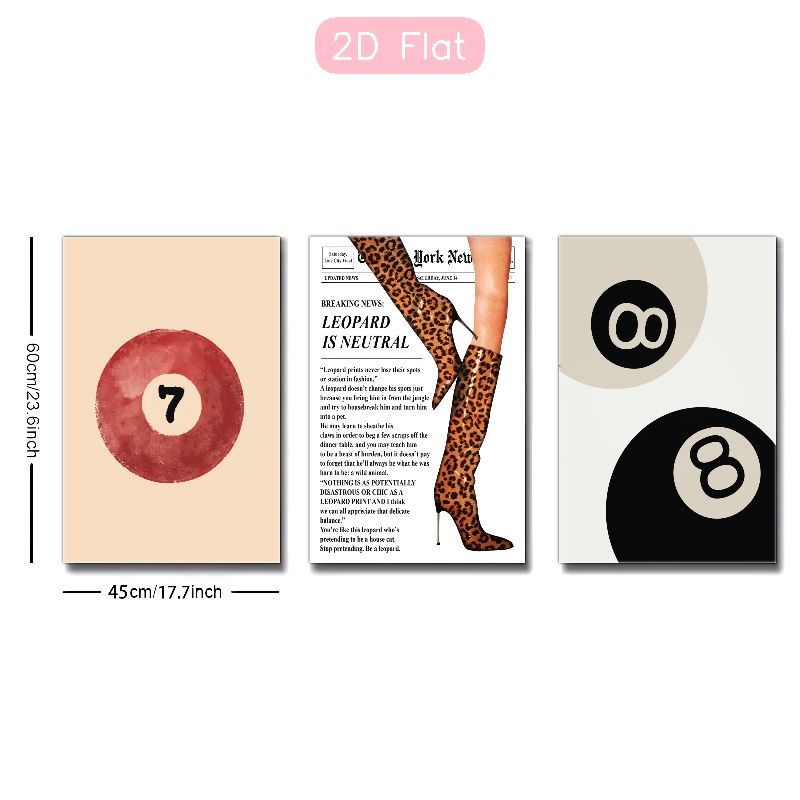 2D Flat
60cm/23.6inch
45cm/17.7inch
7
Saturday,
York New
UPDATED NEWS
SATURDAY, JUNE 14
BREAKING NEWS:
LEOPARD
IS NEUTRAL
“Leopard prints never lose their spots
or station in fashion.”
A leopard doesn't change his spots just
because you bring him in from the jungle
and try to housebreak him and turn him
into a pet.
He may learn to sheathe his
claws in order to beg a few scraps off the
dinner table, and you may teach him
to be a beast of burden, but it doesn't pay
to forget that he'll always be what he was
born to be: a wild animal.
“NOTHING IS AS POTENTIALLY
DISASTROUS OR CHIC AS A
LEOPARD PRINT AND I think
we can all appreciate that delicate
balance.”
You're like this leopard who's
pretending to be a house cat.
Stop pretending. Be a leopard.
8
8